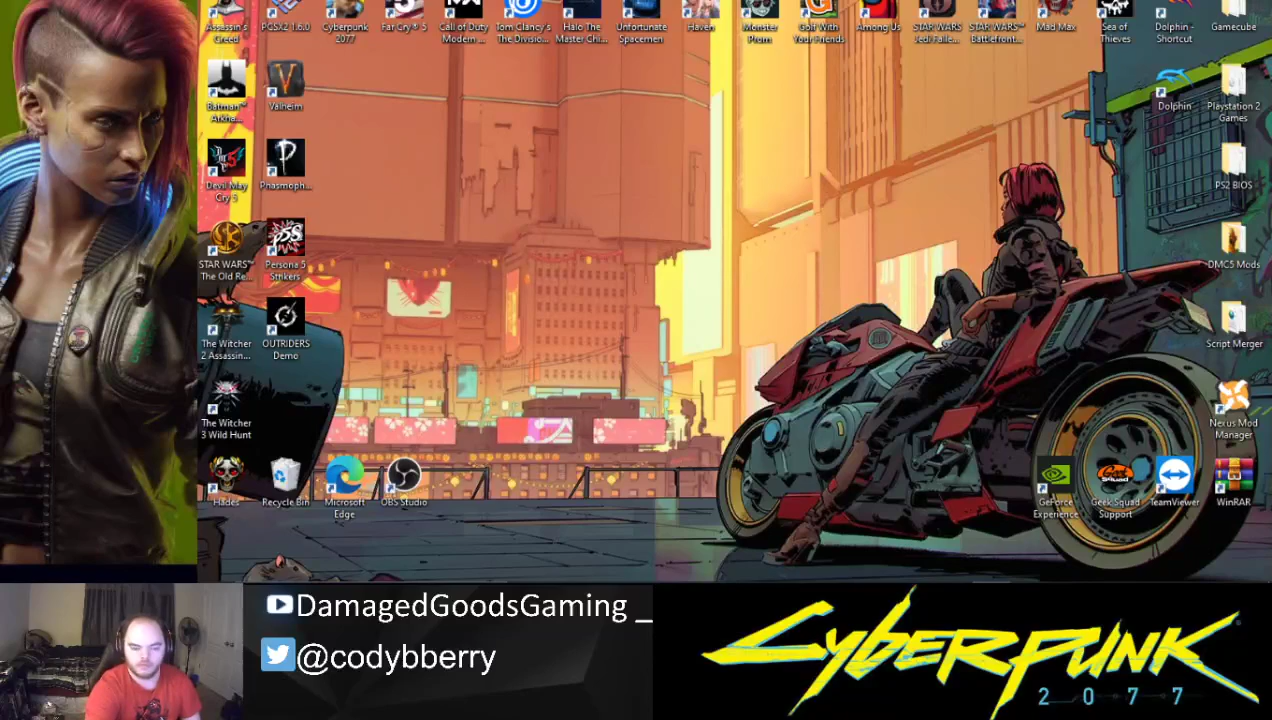 Assassin's Creed
PCSX2 1.6.0
Cyberpunk 2077
Far Cry® 5
Call of Duty Modern ...
Tom Clancy's The Divisio...
Halo The Master Chi...
Unfortunate Spacemen
Haven
Monster Prom
Golf With Your Friends
Among Us
STAR WARS Jedi Falle...
STAR WARS™ Battlefront...
Mad Max
Sea of Thieves
Dolphin - Shortcut
Gamecube
Batman™ Arkha...
Valheim
Dolphin
Playstation 2 Games
Devil May Cry 5
Phasmoph...
PS2 BIOS
STAR WARS™ The Old Re...
Persona 5 Strikers
DMC5 Mods
The Witcher 2 Assassin...
OUTRIDERS Demo
Script Merger
The Witcher 3 Wild Hunt
Nexus Mod Manager
Hades
Recycle Bin
Microsoft Edge
OBS Studio
GeForce Experience
Geek Squad Support
TeamViewer
WinRAR
DamagedGoodsGaming _
@codybberry
CYBERPUNK
2077